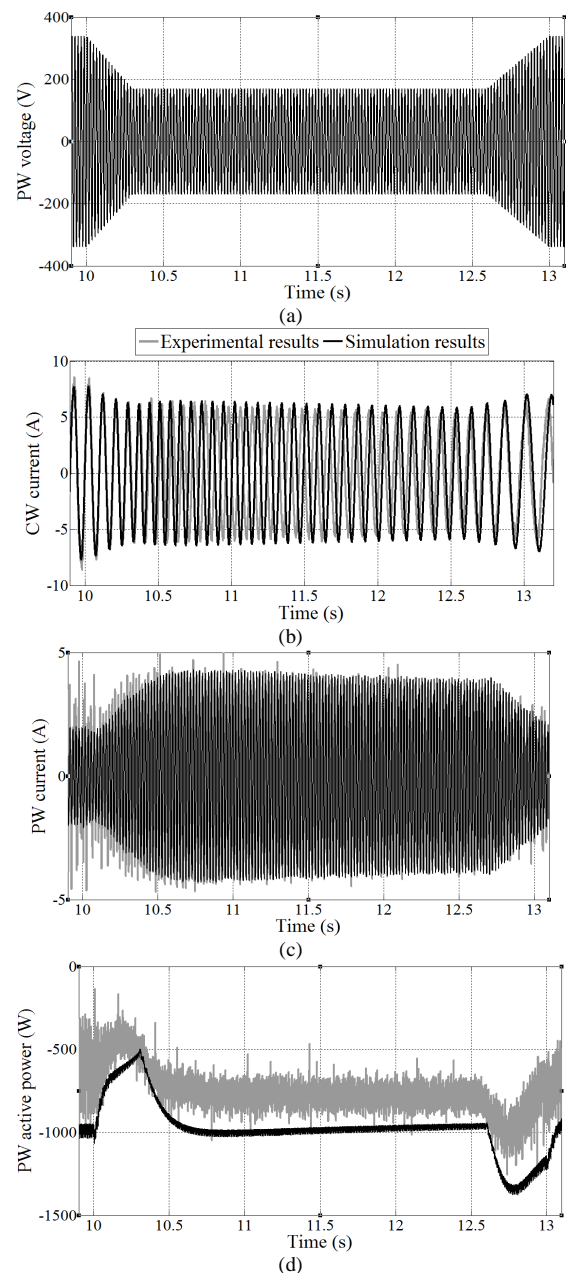 400
200
0
-200
-400
PW voltage (V)
10 10.5 11 11.5 12 12.5 13
Time (s)
(a)
Experimental results Simulation results
10
5
0
-5
-10
CW current (A)
10 10.5 11 11.5 12 12.5 13
Time (s)
(b)
5
0
-5
PW current (A)
10 10.5 11 11.5 12 12.5 13
Time (s)
(c)
0
-500
-1000
-1500
PW active power (W)
10 10.5 11 11.5 12 12.5 13
Time (s)
(d)